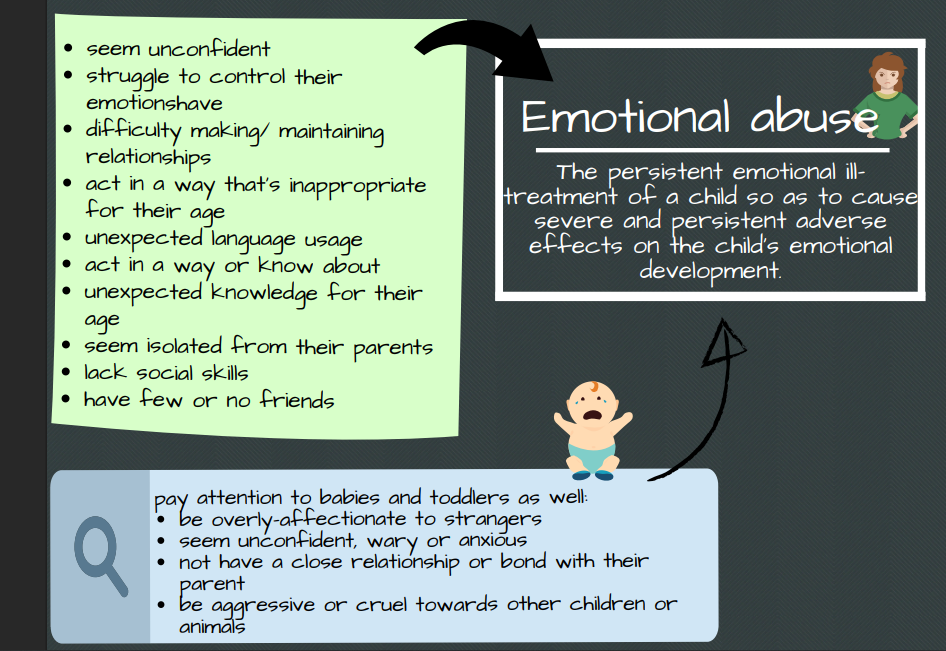 seem unconfident
struggle to control their
emotionshave
difficulty making/ maintaining
relationships
act in a way that's inappropriate
for their age
unexpected language usage
act in a way or know about
unexpected knowledge for their
age
seem isolated from their parents
lack social skills
have few or no friends
Emotional abuse
The persistent emotional ill-
treatment of a child so as to cause
severe and persistent adverse
effects on the child's emotional
development.
pay attention to babies and toddlers as well:
be overly-affectionate to strangers
seem unconfident, wary or anxious
not have a close relationship or bond with their
parent
be aggressive or cruel towards other children or
animals